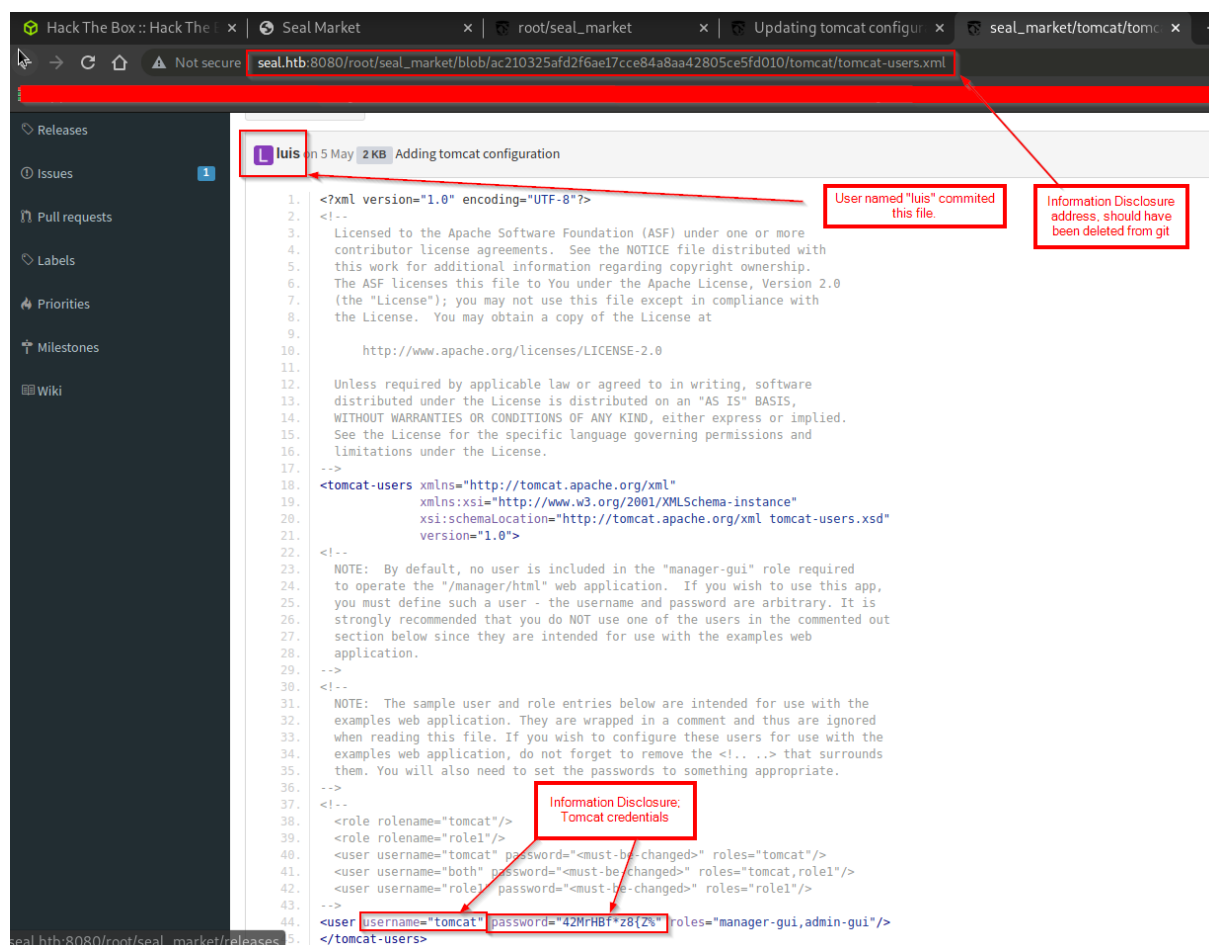 Hack The Box :: Hack The B
Seal Market
root/seal_market
Updating tomcat configur
seal_market/tomcat/tomc
Not secure
seal.htb:8080/root/seal_market/blob/ac210325afd2f6ae17cce84a8aa42805ce5fd010/tomcat/tomcat-users.xml
Releases
Issues
1
Pull requests
Labels
Priorities
Milestones
Wiki
L luis on 5 May 2 KB Adding tomcat configuration
User named "luis" commited
this file.
Information Disclosure
address, should have
been deleted from git
1. <?xml version="1.0" encoding="UTF-8"?>
2. <!--
3. Licensed to the Apache Software Foundation (ASF) under one or more
4. contributor license agreements.  See the NOTICE file distributed with
5. this work for additional information regarding copyright ownership.
6. The ASF licenses this file to You under the Apache License, Version 2.0
7. (the "License"); you may not use this file except in compliance with
8. the License.  You may obtain a copy of the License at
9.
10. http://www.apache.org/licenses/LICENSE-2.0
11.
12. Unless required by applicable law or agreed to in writing, software
13. distributed under the License is distributed on an "AS IS" BASIS,
14. WITHOUT WARRANTIES OR CONDITIONS OF ANY KIND, either express or implied.
15. See the License for the specific language governing permissions and
16. limitations under the License.
17. -->
18. <tomcat-users xmlns="http://tomcat.apache.org/xml"
19. xmlns:xsi="http://www.w3.org/2001/XMLSchema-instance"
20. xsi:schemaLocation="http://tomcat.apache.org/xml tomcat-users.xsd"
21. version="1.0">
22. <!--
23. NOTE:  By default, no user is included in the "manager-gui" role required
24. to operate the "/manager/html" web application.  If you wish to use this app,
25. you must define such a user - the username and password are arbitrary. It is
26. strongly recommended that you do NOT use one of the users in the commented out
27. section below since they are intended for use with the examples web
28. application.
29. -->
30. <!--
31. NOTE:  The sample user and role entries below are intended for use with the
32. examples web application. They are wrapped in a comment and thus are ignored
33. when reading this file. If you wish to configure these users for use with the
34. examples web application, do not forget to remove the <!.. ..> that surrounds
35. them. You will also need to set the passwords to something appropriate.
36. -->
37. <!--
Information Disclosure;
Tomcat credentials
38. <role rolename="tomcat"/>
39. <role rolename="role1"/>
40. <user username="tomcat" password="<must-be-changed>" roles="tomcat"/>
41. <user username="both" password="<must-be-changed>" roles="tomcat,role1"/>
42. <user username="role1" password="<must-be-changed>" roles="role1"/>
43. -->
44. <user username="tomcat" password="42MrHBf*z8{Z%" roles="manager-gui,admin-gui"/>
5. </tomcat-users>
seal.htb:8080/root/seal_market/releases